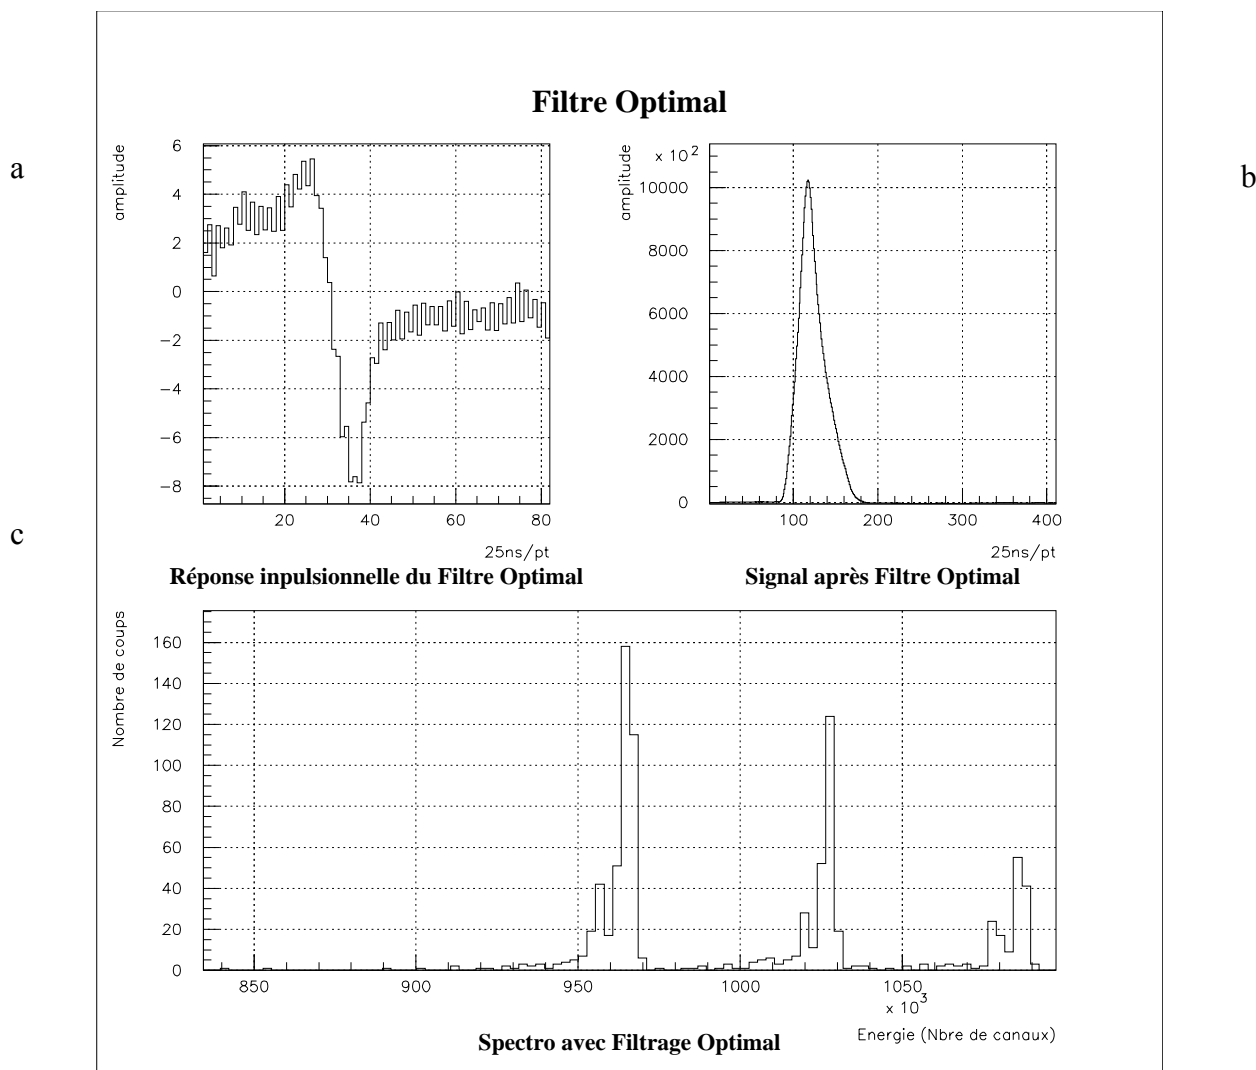 Filtre Optimal
a
b
amplitude
6
4
2
0
−2
−4
−6
−8
20 40 60 80
25ns/pt
Réponse inpulsionnelle du Filtre Optimal
amplitude
x 10²
10000
8000
6000
4000
2000
0
100 200 300 400
25ns/pt
Signal après Filtre Optimal
c
Nombre de coups
160
140
120
100
80
60
40
20
0
850 900 950 1000 1050
x 10³
Energie (Nbre de canaux)
Spectro avec Filtrage Optimal